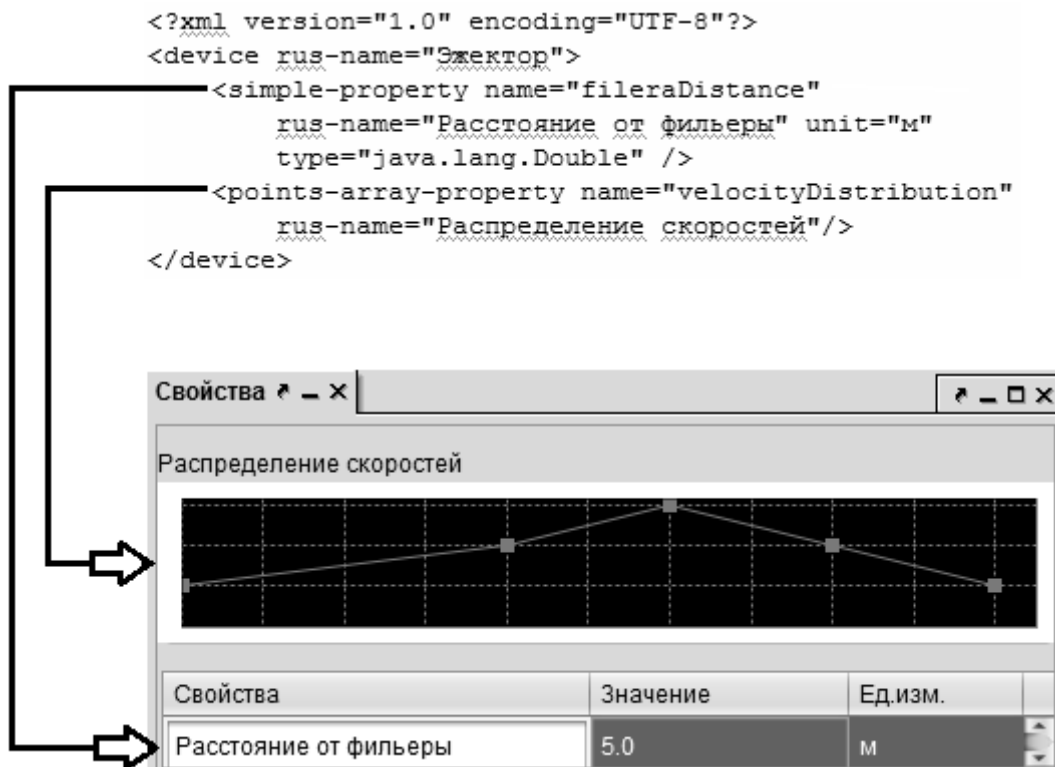 <?xml version="1.0" encoding="UTF-8"?>
<device rus-name="Эжектор">
<simple-property name="fileraDistance"
rus-name="Расстояние от фильеры" unit="м"
type="java.lang.Double" />
<points-array-property name="velocityDistribution"
rus-name="Распределение скоростей"/>
</device>
Свойства
Распределение скоростей
Свойства Значение Ед.изм.
Расстояние от фильеры 5.0 м